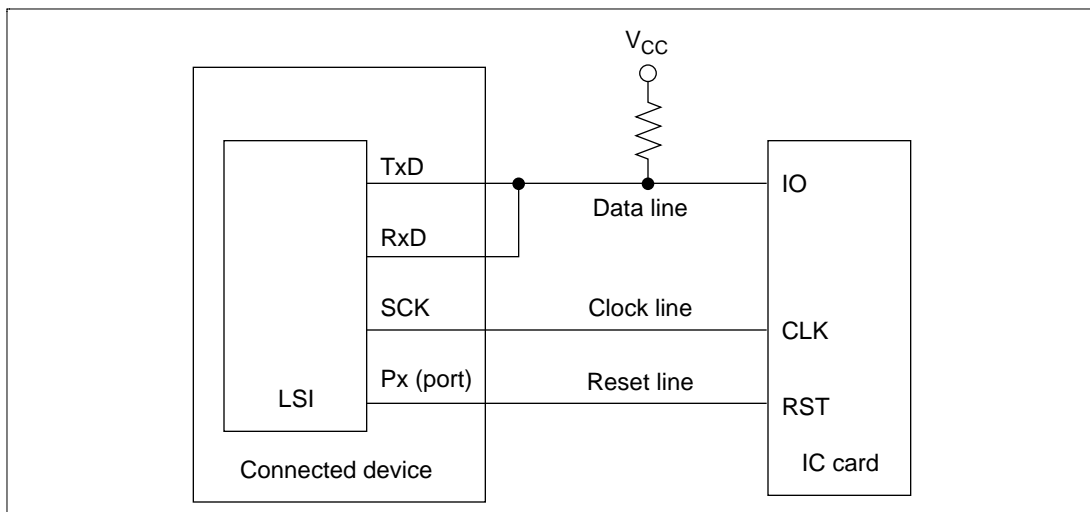 VCC
TxD
IO
Data line
RxD
SCK
Clock line
CLK
Px (port)
Reset line
LSI
RST
Connected device
IC card